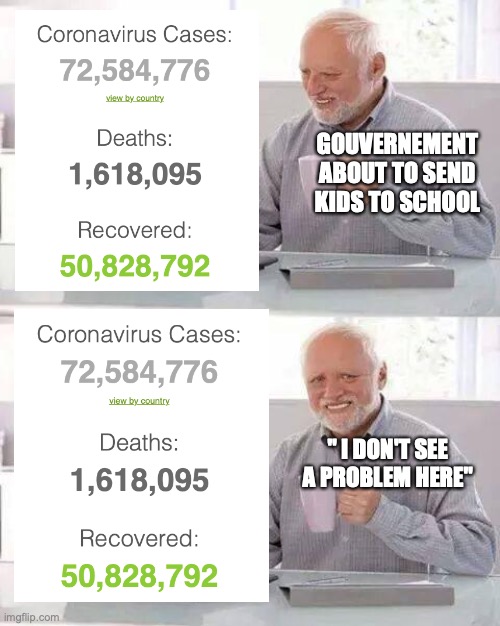 Coronavirus Cases:
72,584,776
view by country
Deaths:
1,618,095
Recovered:
50,828,792
GOUVERNEMENT
ABOUT TO SEND
KIDS TO SCHOOL
Coronavirus Cases:
72,584,776
view by country
Deaths:
1,618,095
Recovered:
50,828,792
" I DON'T SEE
A PROBLEM HERE"
imgflip.com